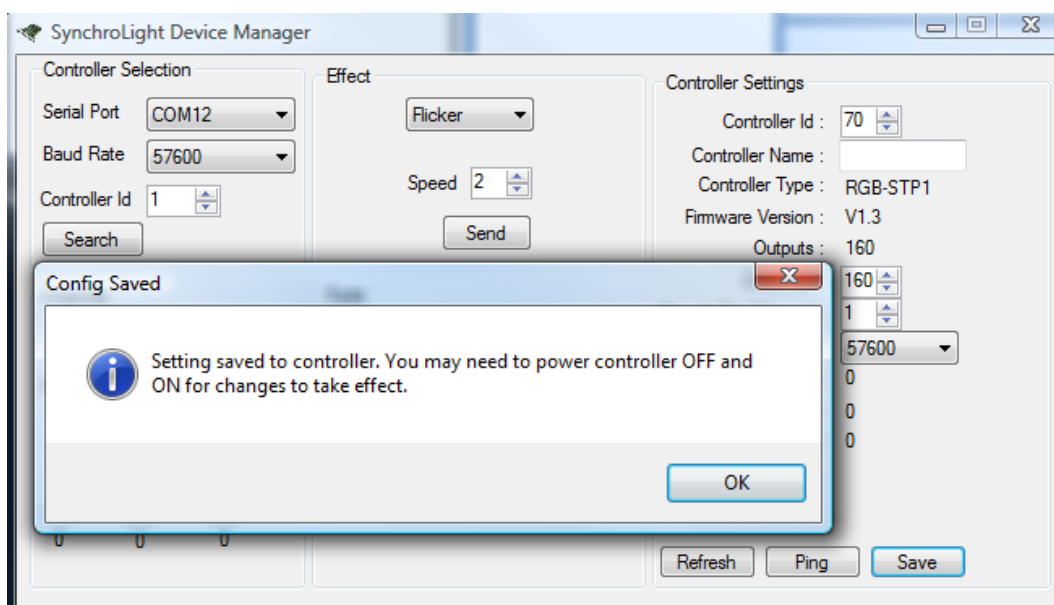 SynchroLight Device Manager
Controller Selection
Serial Port COM12
Baud Rate 57600
Controller Id 1
Search
Effect
Flicker
Speed 2
Send
Controller Settings
Controller Id : 70
Controller Name :
Controller Type : RGB-STP1
Firmware Version : V1.3
Outputs : 160
160
1
57600
0
0
0
Config Saved
Setting saved to controller. You may need to power controller OFF and
ON for changes to take effect.
OK
0 0 0
Refresh Ping Save